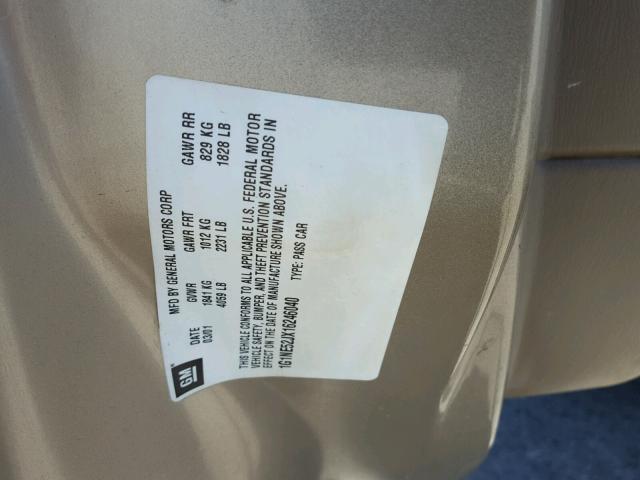 GM
MFD BY GENERAL MOTORS CORP
DATE GVWR GAWR FRT GAWR RR
03/01 1841 KG 1012 KG 829 KG
4059 LB 2231 LB 1828 LB
THIS VEHICLE CONFORMS TO ALL APPLICABLE U.S. FEDERAL MOTOR
VEHICLE SAFETY, BUMPER, AND THEFT PREVENTION STANDARDS IN
EFFECT ON THE DATE OF MANUFACTURE SHOWN ABOVE.
1G1NE52JX16246040 TYPE: PASS CAR